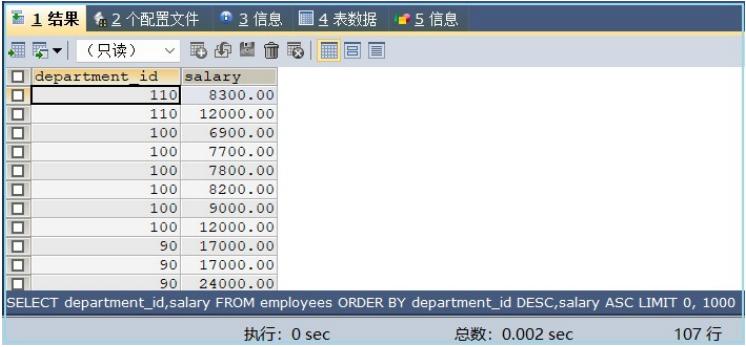 1 结果 2 个配置文件 3 信息 4 表数据 5 信息
（只读）
department_id salary
110 8300.00
110 12000.00
100 6900.00
100 7700.00
100 7800.00
100 8200.00
100 9000.00
100 12000.00
90 17000.00
90 17000.00
90 24000.00
SELECT department_id,salary FROM employees ORDER BY department_id DESC,salary ASC LIMIT 0, 1000
执行：0 sec 总数：0.002 sec 107 行